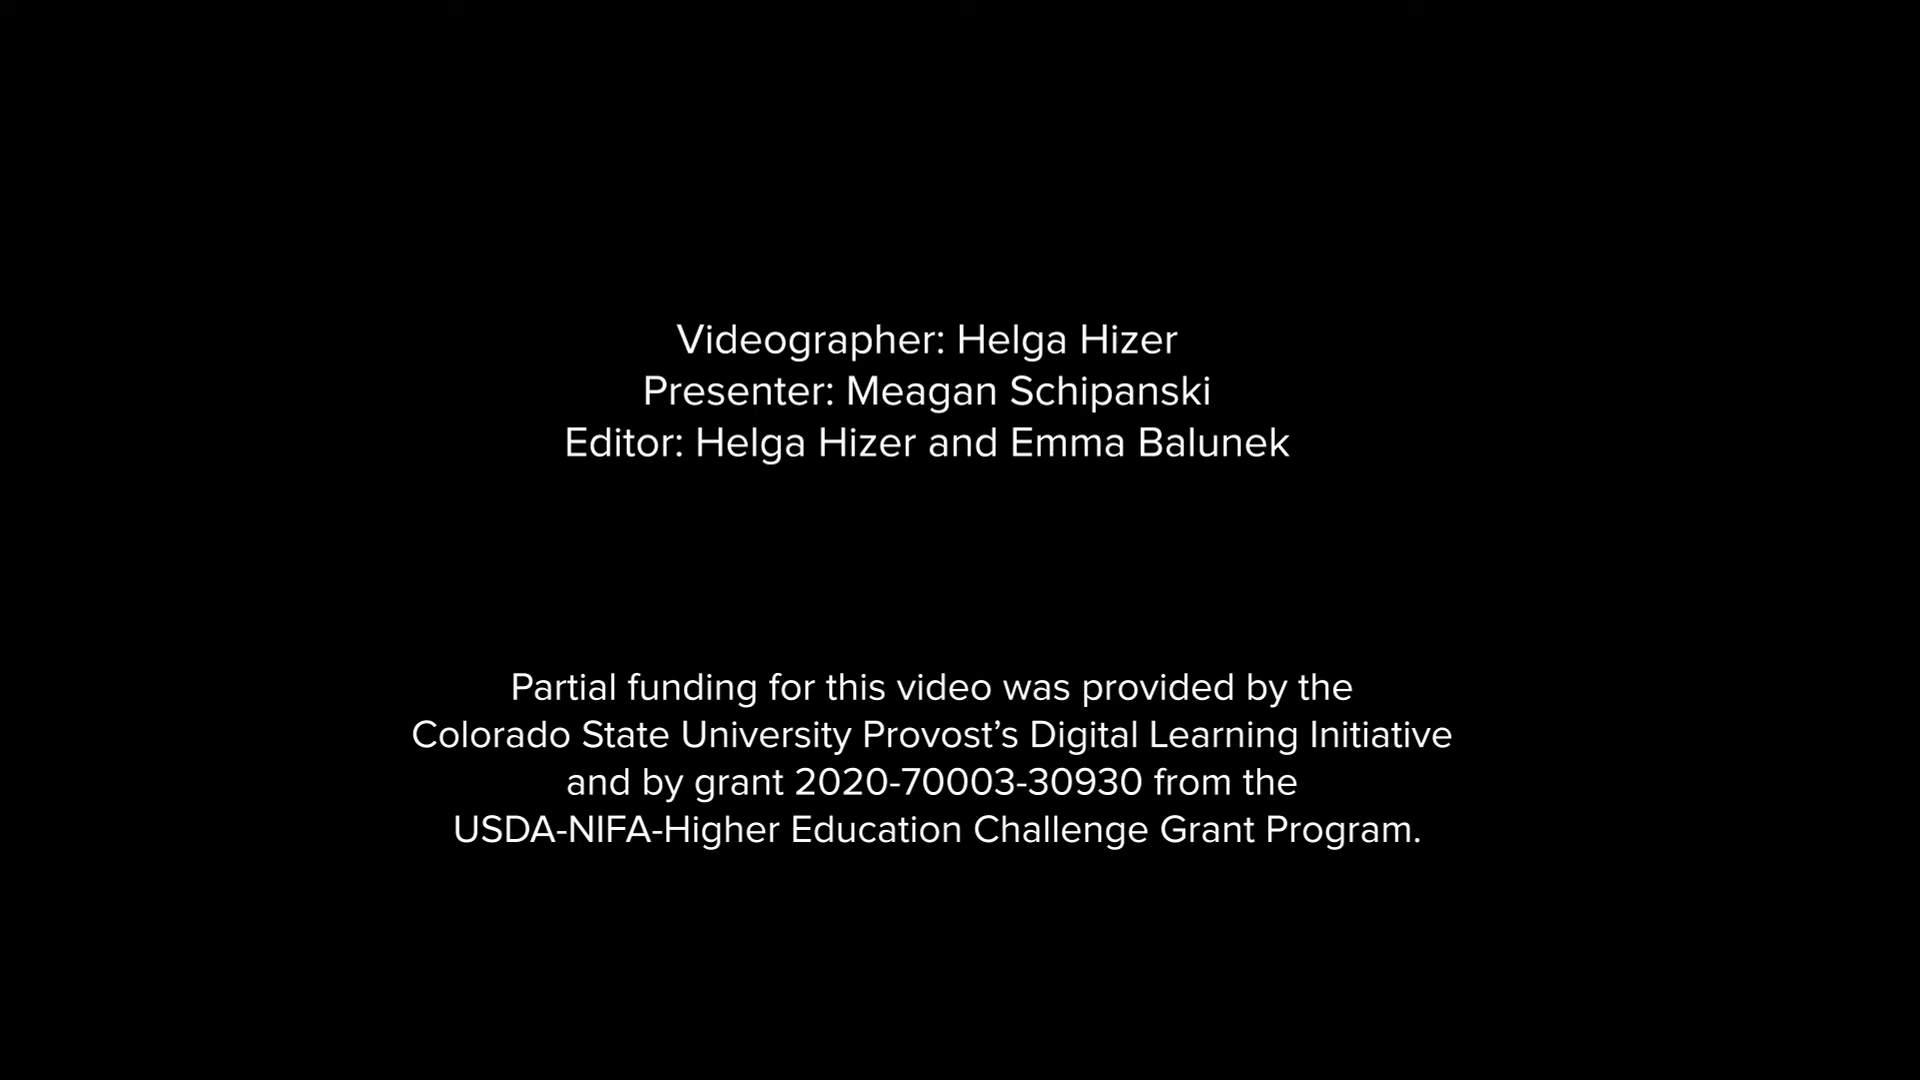 Videographer: Helga Hizer
Presenter: Meagan Schipanski
Editor: Helga Hizer and Emma Balunek
Partial funding for this video was provided by the
Colorado State University Provost’s Digital Learning Initiative
and by grant 2020-70003-30930 from the
USDA-NIFA-Higher Education Challenge Grant Program.